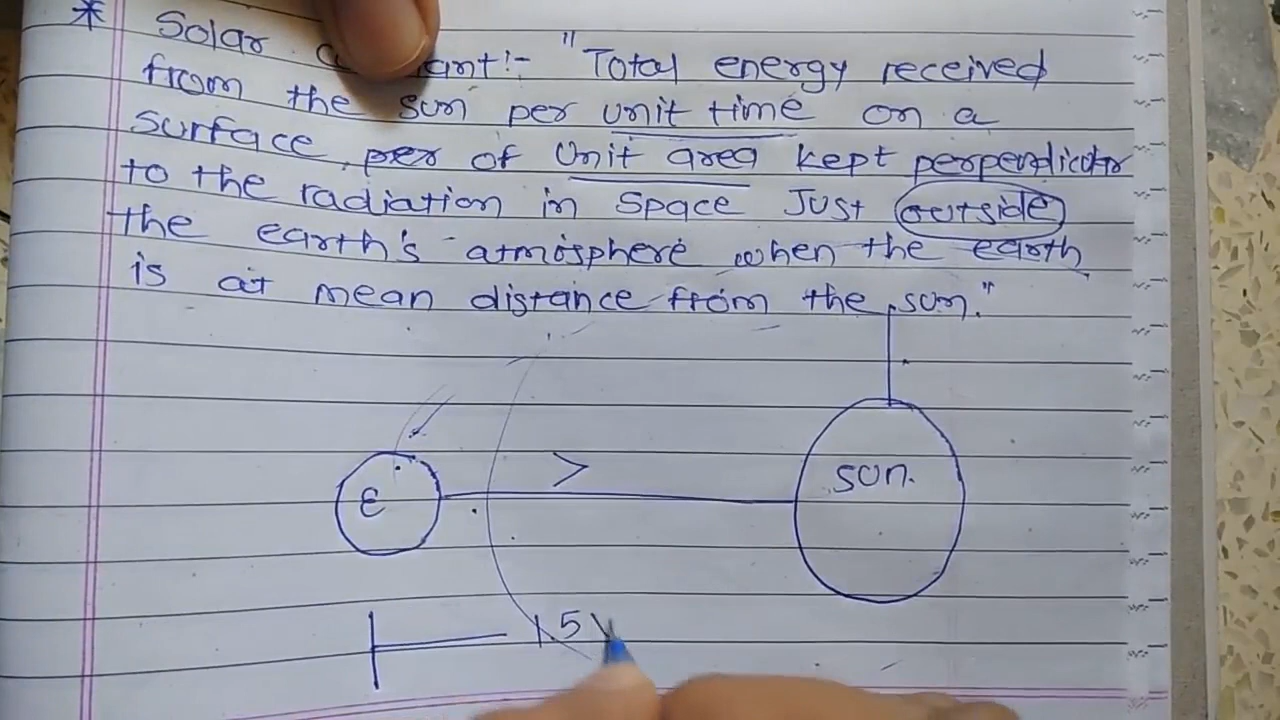 * Solar ant:- "Total energy received
from the sun per unit time on a
surface per of Unit area kept perpendicular
to the radiation in space Just outside
the earth's atmosphere when the earth
is at mean distance from the sun."
E > sun.
1.5